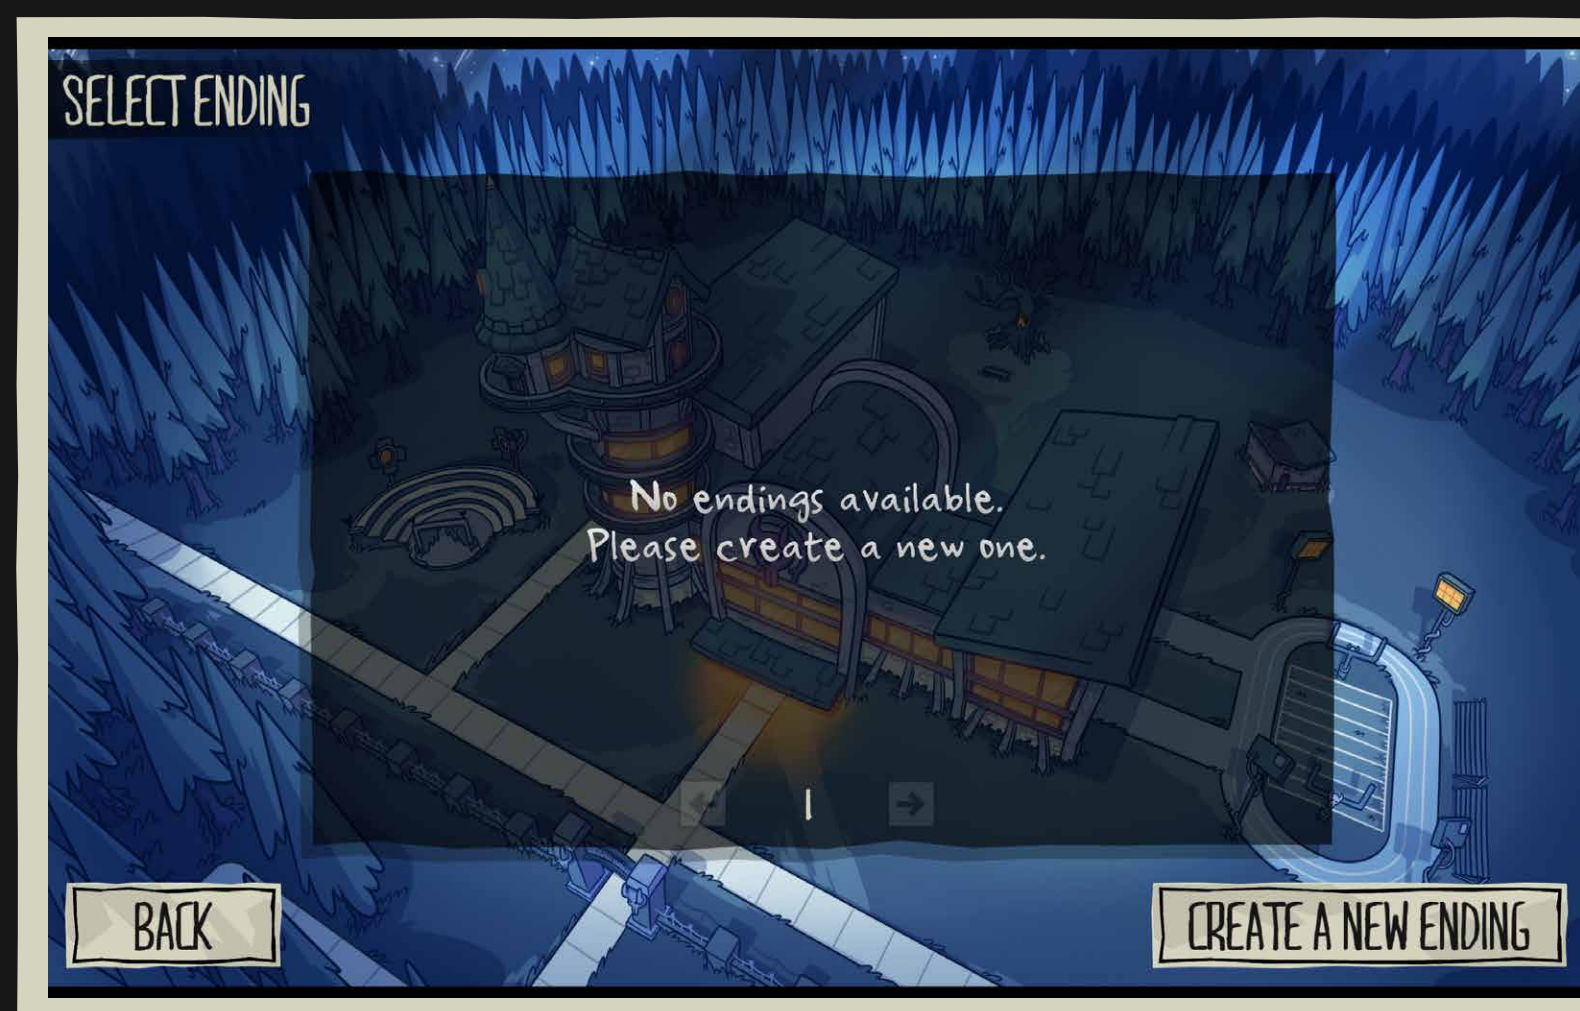 SELECT ENDING
No endings available.
Please create a new one.
1
BACK
CREATE A NEW ENDING